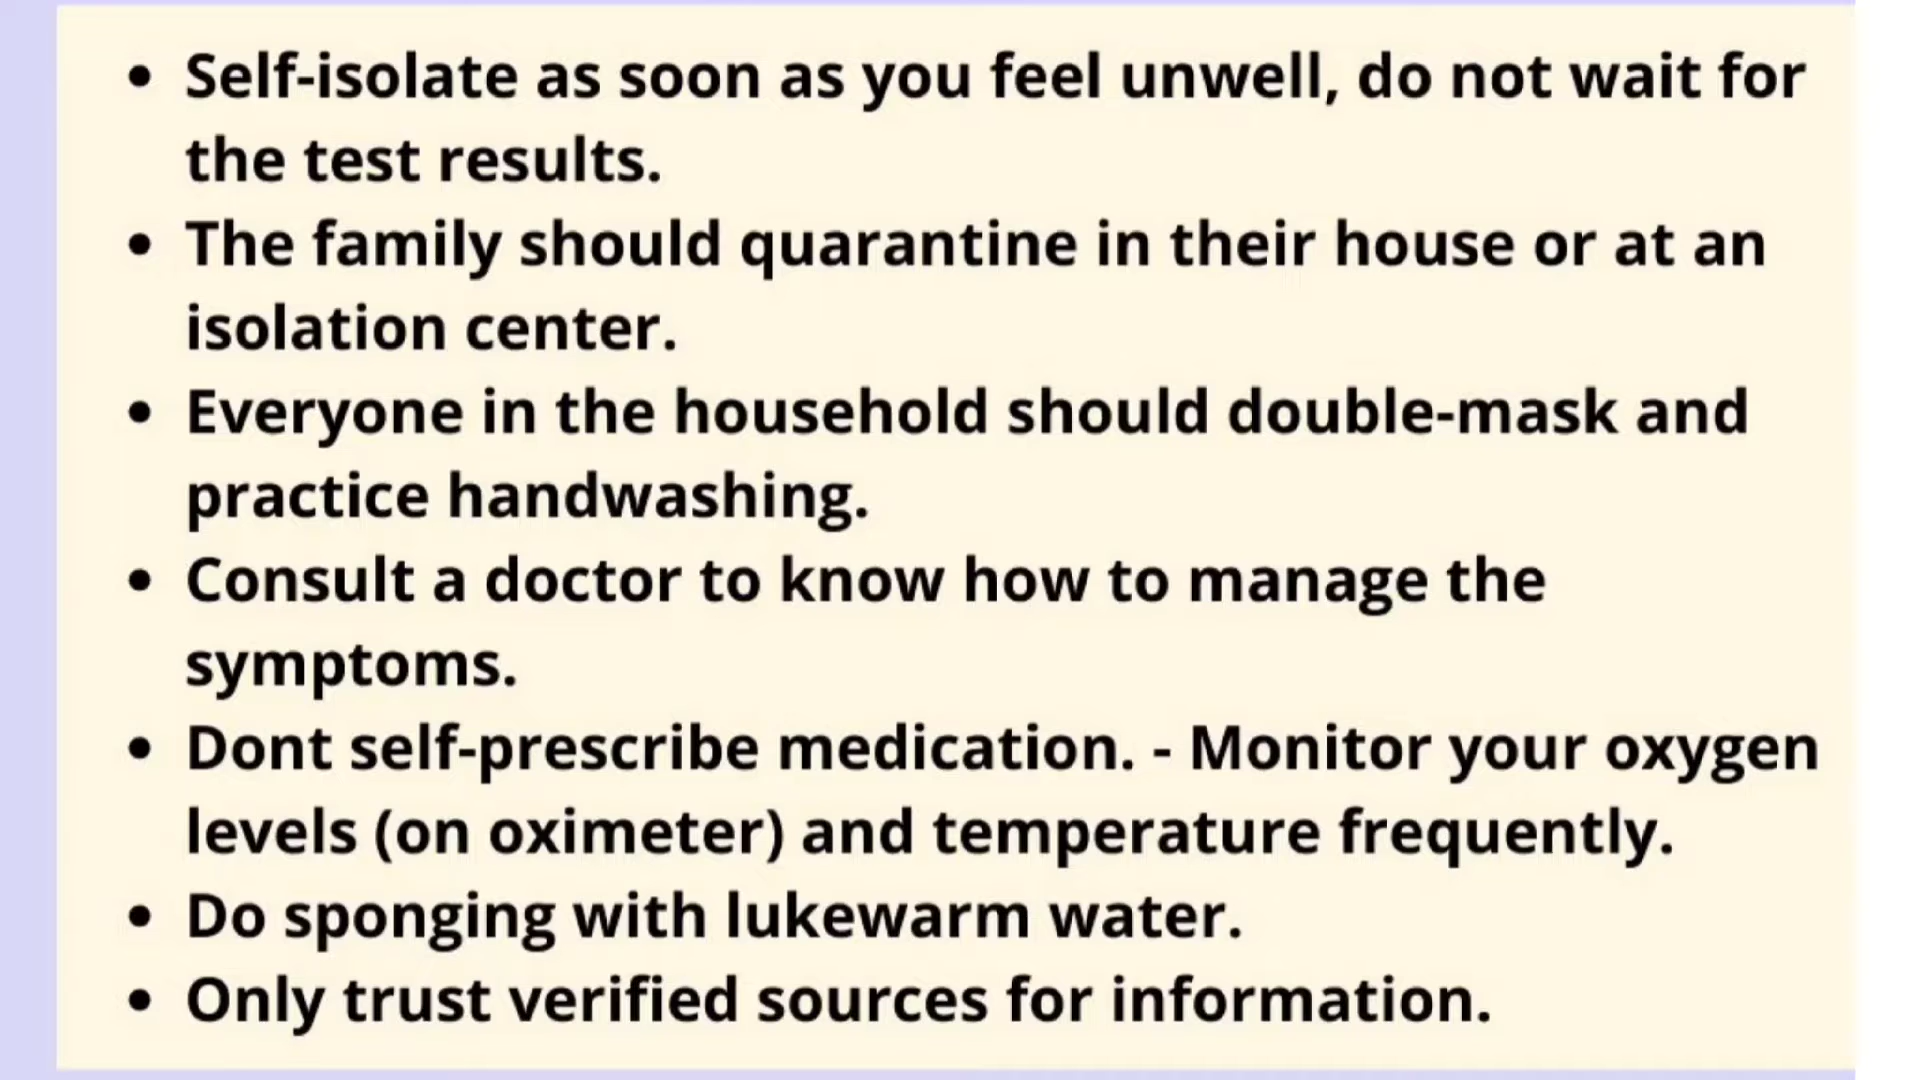 • Self-isolate as soon as you feel unwell, do not wait for
the test results.
• The family should quarantine in their house or at an
isolation center.
• Everyone in the household should double-mask and
practice handwashing.
• Consult a doctor to know how to manage the
symptoms.
• Dont self-prescribe medication. - Monitor your oxygen
levels (on oximeter) and temperature frequently.
• Do sponging with lukewarm water.
• Only trust verified sources for information.